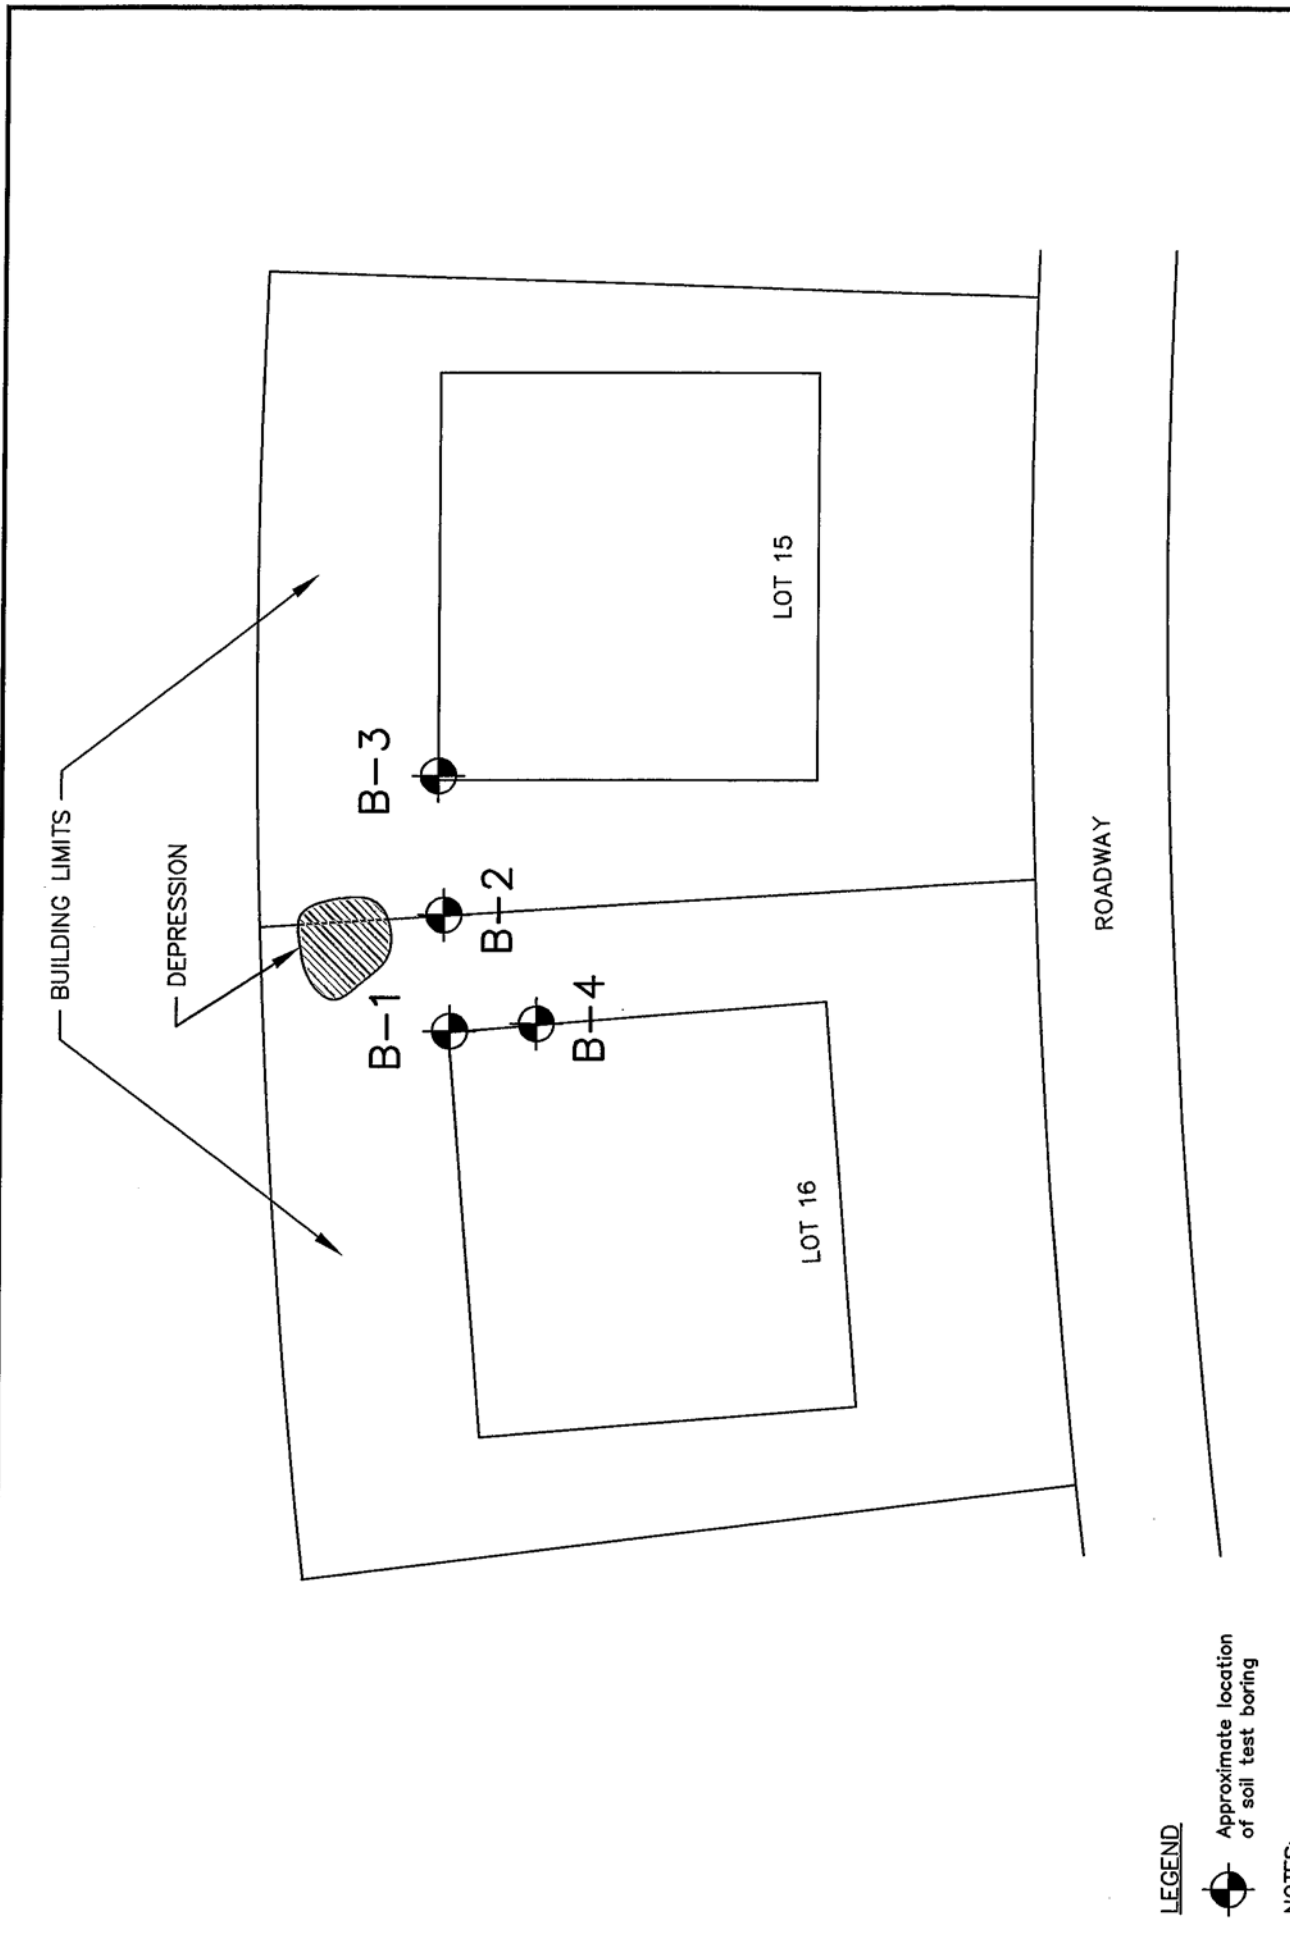 BUILDING LIMITS
DEPRESSION
B-3
B-1
B-2
B-4
LOT 15
LOT 16
ROADWAY
LEGEND
Approximate location
of soil test boring